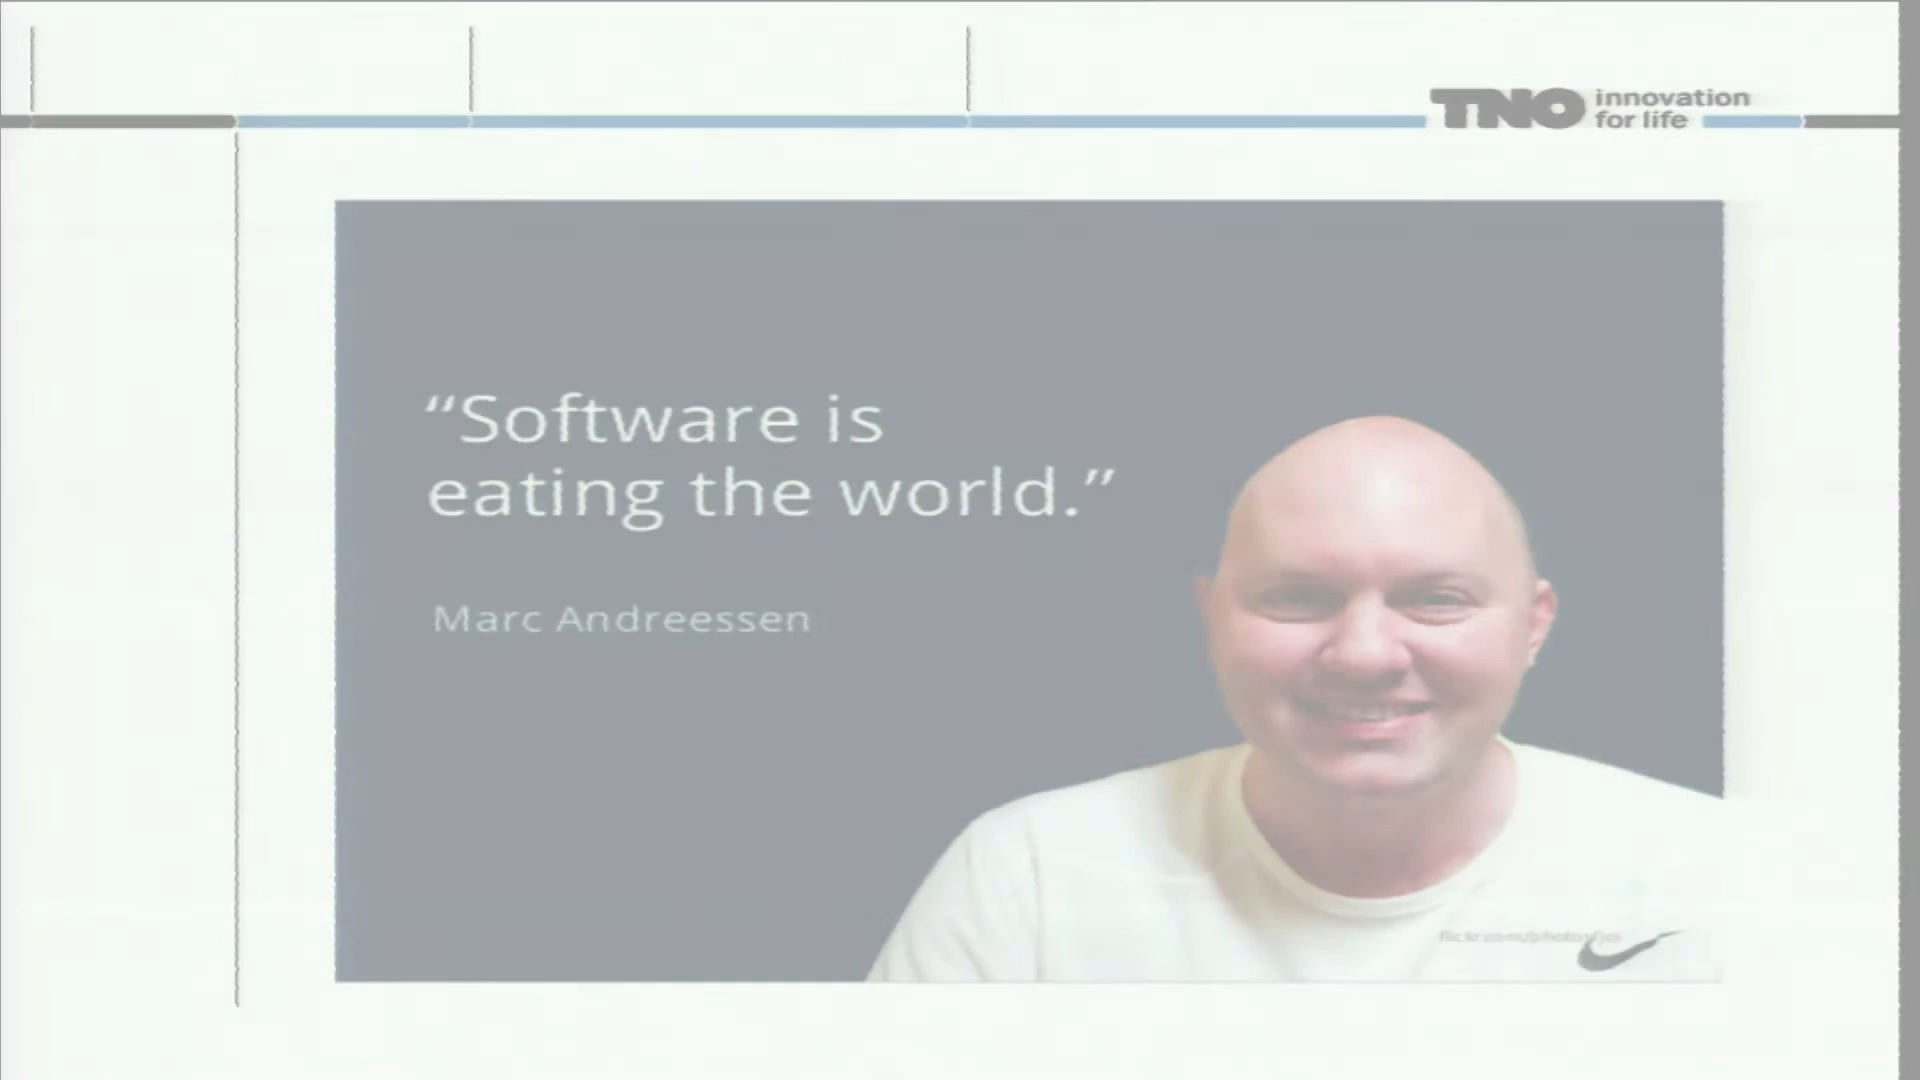 TNO innovation
for life
“Software is
eating the world.”
Marc Andreessen